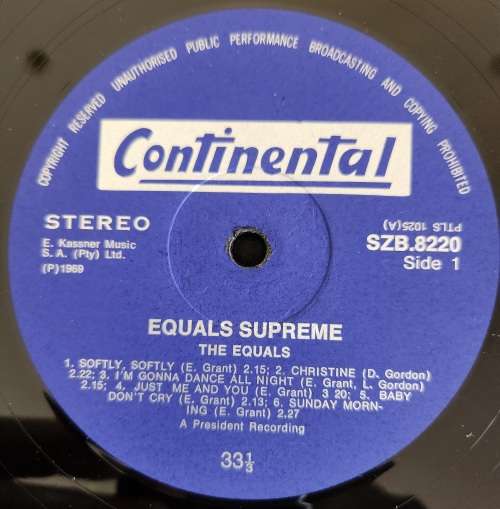 COPYRIGHT RESERVED UNAUTHORISED PUBLIC PERFORMANCE BROADCASTING AND COPYING PROHIBITED
Continental
STEREO
E. Kassner Music
S. A. (Pty) Ltd.
(P)1969
PTLS 1025(A)
SZB.8220
Side 1
EQUALS SUPREME
THE EQUALS
1. SOFTLY, SOFTLY (E. Grant) 2.15; 2. CHRISTINE (D. Gordon)
2.22; 3. I'M GONNA DANCE ALL NIGHT (E. Grant, L. Gordon)
2.15; 4. JUST ME AND YOU (E. Grant) 3 20; 5. BABY
DON'T CRY (E. Grant) 2.13; 6. SUNDAY MORN-
ING (E. Grant) 2.27
A President Recording
33⅓